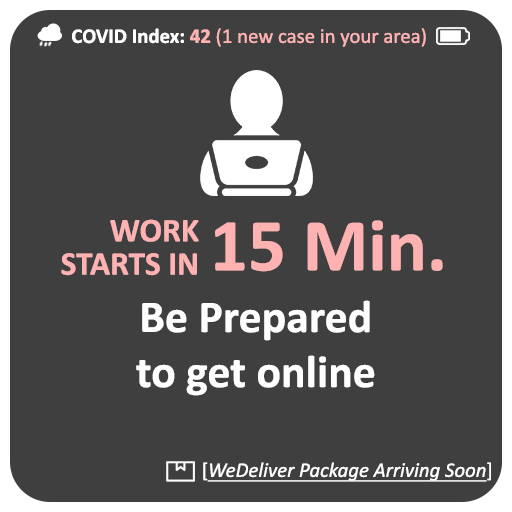 COVID Index: 42 (1 new case in your area)
WORK
STARTS IN 15 Min.
Be Prepared
to get online
[WeDeliver Package Arriving Soon]